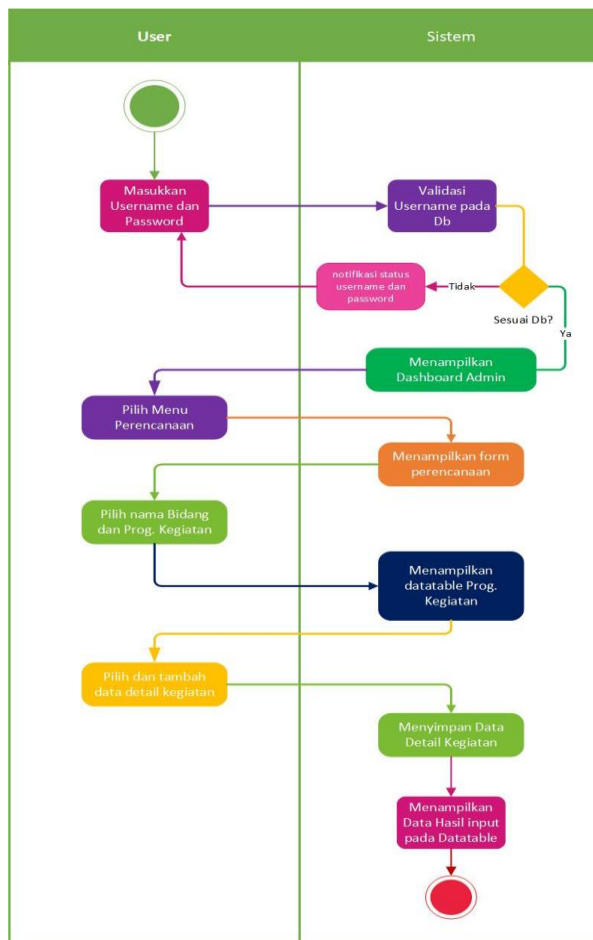 User
Sistem
Masukkan
Username dan
Password
Validasi
Username pada
Db
notifikasi status
username dan
password
Tidak
Sesuai Db?
Ya
Menampilkan
Dashboard Admin
Pilih Menu
Perencanaan
Menampilkan form
perencanaan
Pilih nama Bidang
dan Prog. Kegiatan
Menampilkan
datatable Prog.
Kegiatan
Pilih dan tambah
data detail kegiatan
Menyimpan Data
Detail Kegiatan
Menampilkan
Data Hasil input
pada Datatable